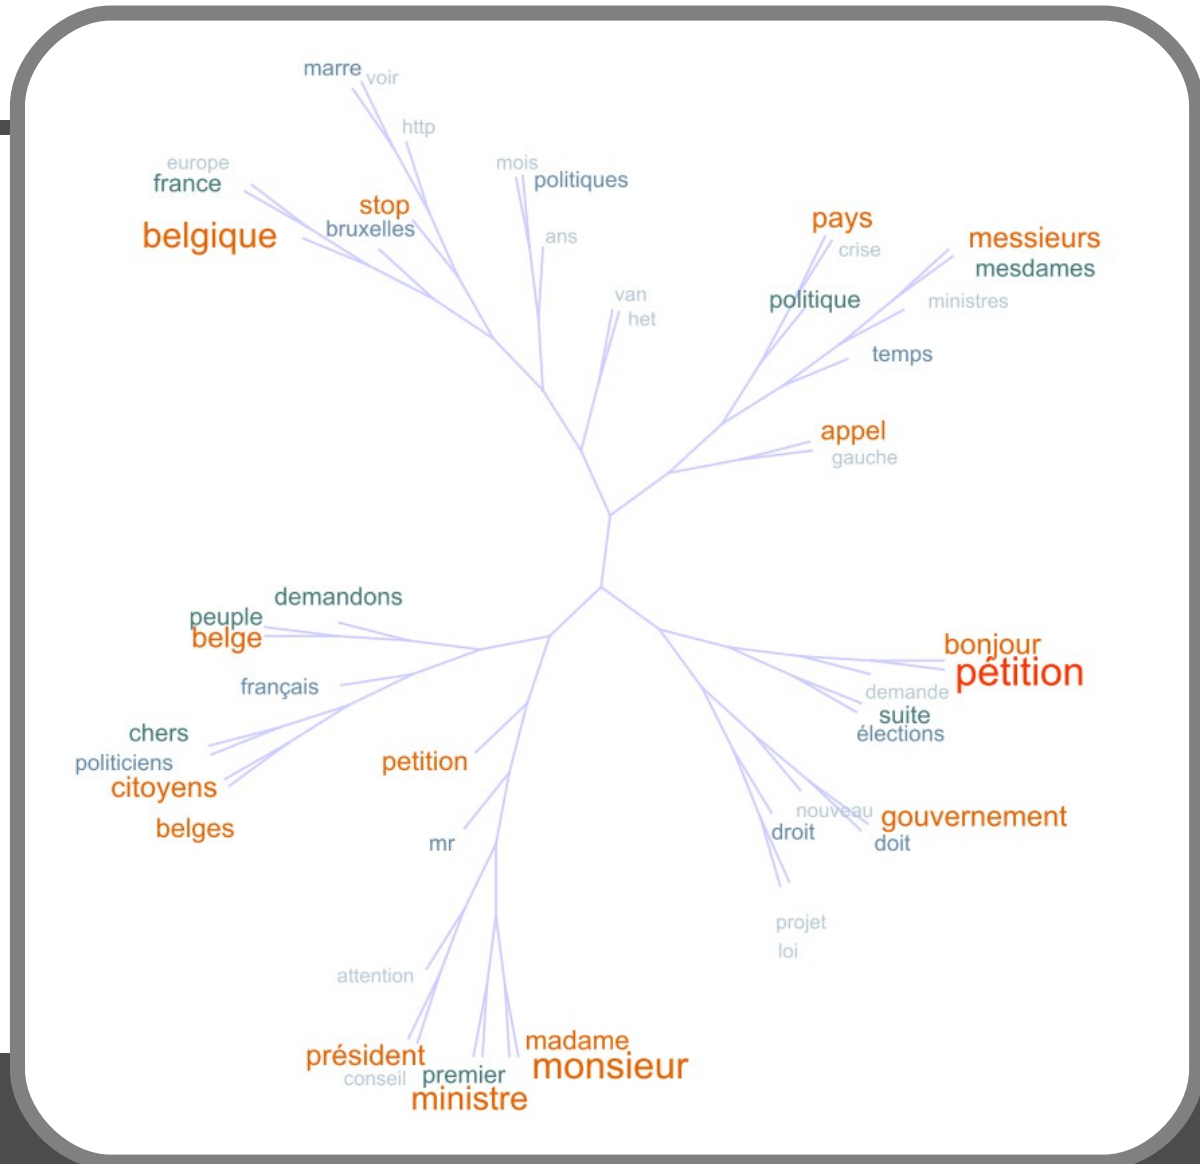 marre
voir
http
europe
france
mois
politiques
stop
bruxelles
belgique
ans
pays
crise
messieurs
mesdames
van
het
politique
ministres
temps
appel
gauche
demandons
peuple
belge
français
chers
politiciens
citoyens
belges
petition
mr
bonjour
pétition
demande
suite
élections
nouveau
gouvernement
droit
doit
projet
loi
attention
président
conseil
premier
ministre
madame
monsieur